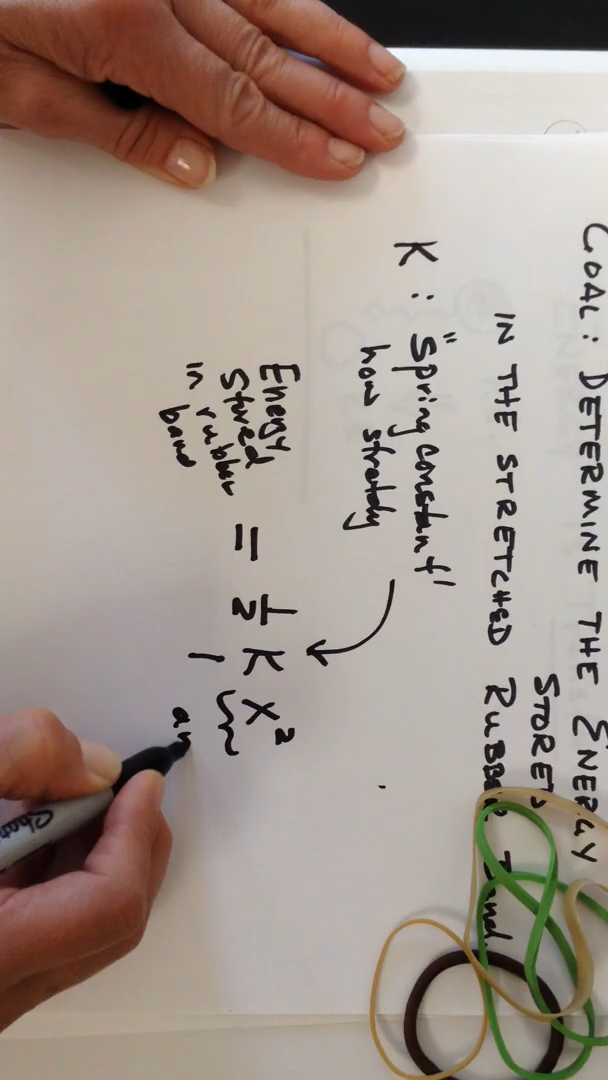 GOAL: DETERMINE THE ENERGY
STORED
IN THE STRETCHED RUBBER Band
K : "Spring constant"
how stretchy
Energy
Stored
in rubber
band
= 1/2 K X²
an